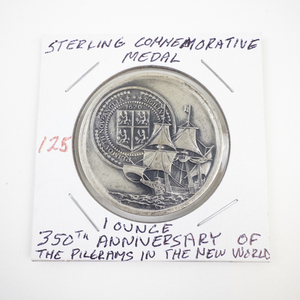 STERLING COMMEMORATIVE
MEDAL
125
1 OUNCE
350TH ANNIVERSARY OF
THE PILGRAMS IN THE NEW WORLD